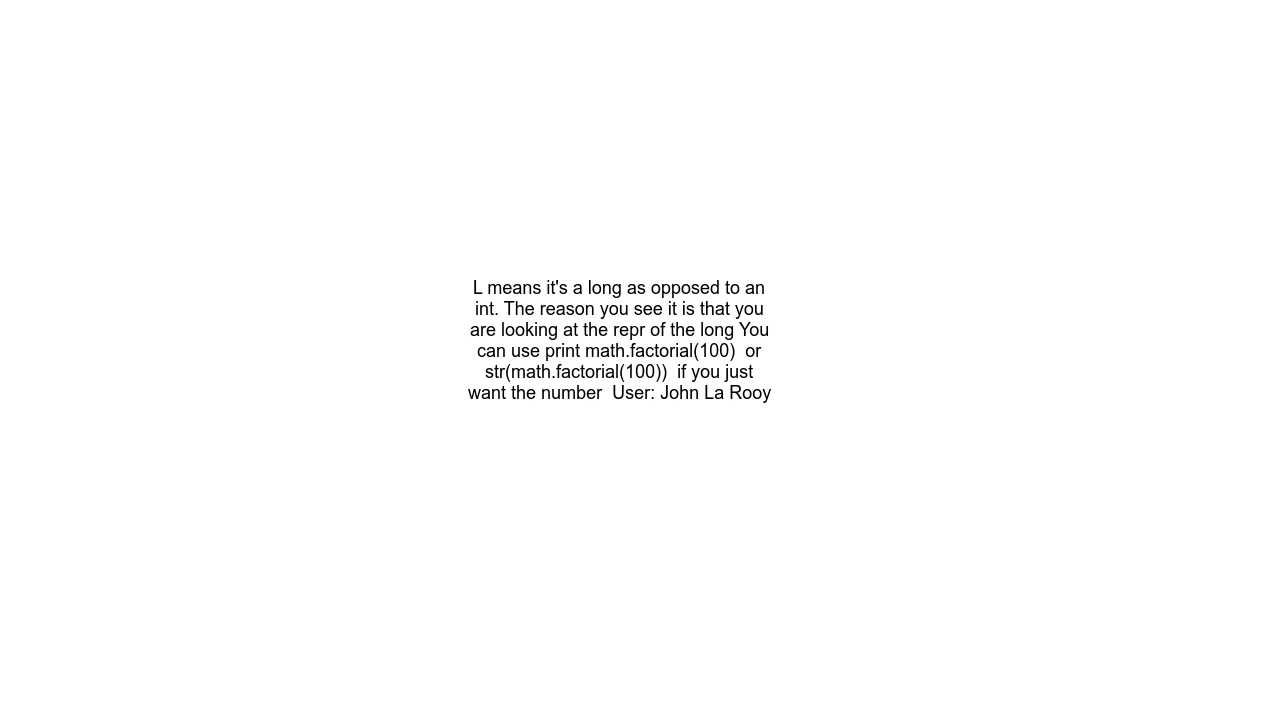 L means it's a long as opposed to an
int. The reason you see it is that you
are looking at the repr of the long You
can use print math.factorial(100)  or
str(math.factorial(100))  if you just
want the number  User: John La Rooy